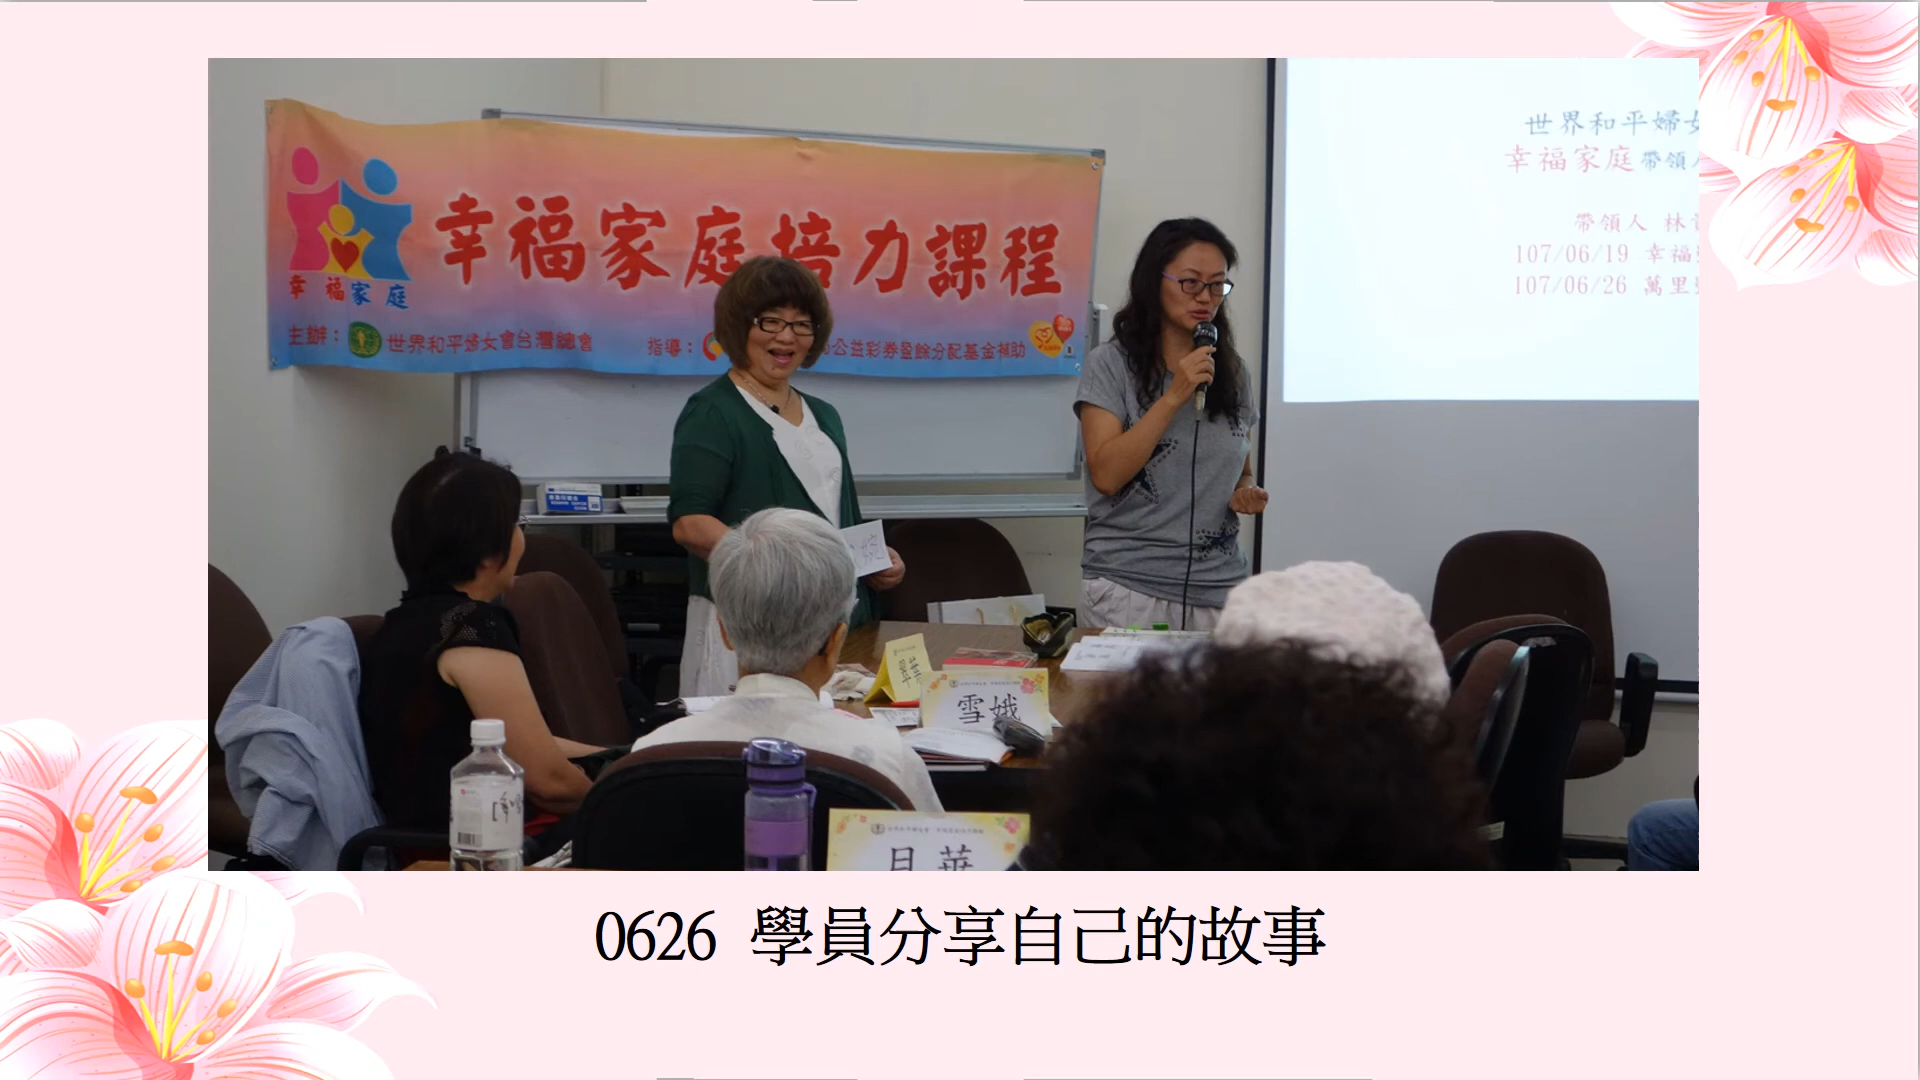 幸福家庭培力課程
幸福家庭
主辦：世界和平婦女會台灣總會
指導：公益彩券盈餘分配基金補助
世界和平婦女
幸福家庭帶領
帶領人 林
107/06/19 幸福
107/06/26 萬里
婉
雪娥
月華
0626 學員分享自己的故事